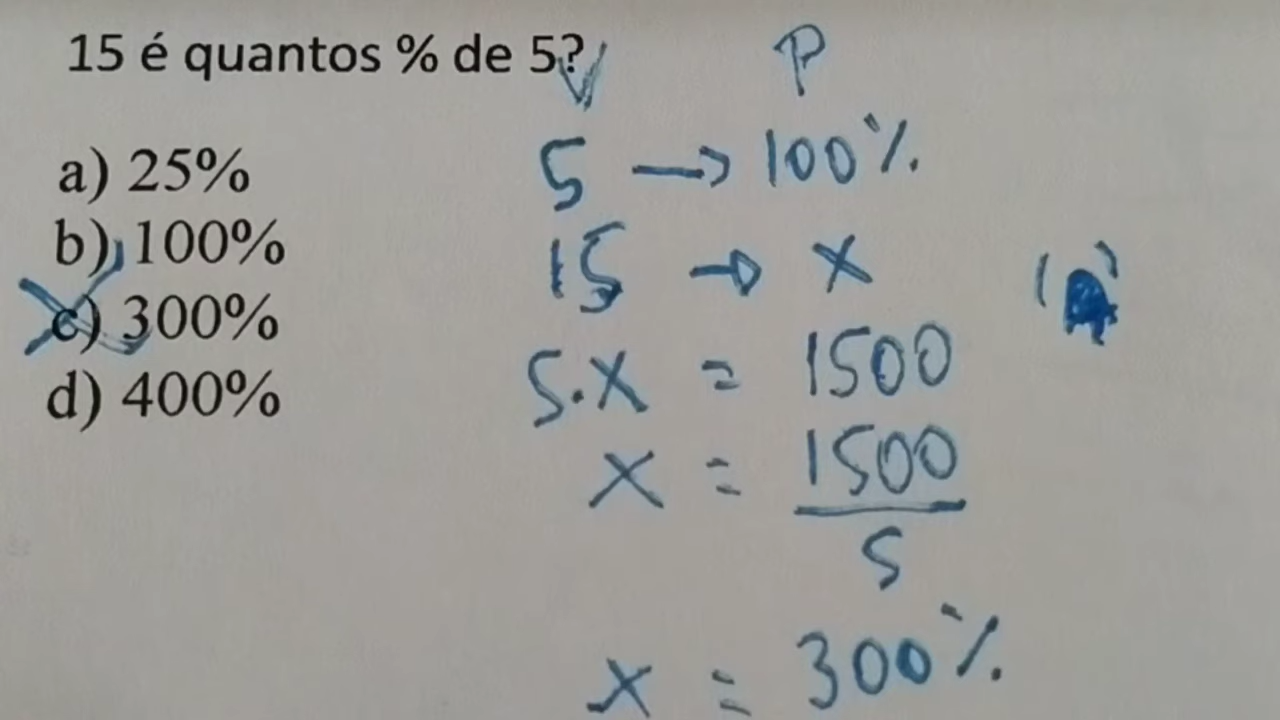 15 é quantos % de 5?
a) 25%
b) 100%
c) 300%
d) 400%
V P
5 → 100%
15 → x
5.x = 1500
x = 1500
5
x = 300%